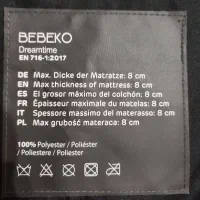 BEBEKO
Dreamtime
EN 716-1:2017
DE Max. Dicke der Matratze: 8 cm
EN Max thickness of mattress: 8 cm
ES El grosor máximo del colchón: 8 cm
FR Épaisseur maximale du matelas: 8 cm
IT Spessore massimo del materasso: 8 cm
PL Max grubość materaca: 8 cm
100% Polyester / Poliéster
/ Poliestere / Poliester